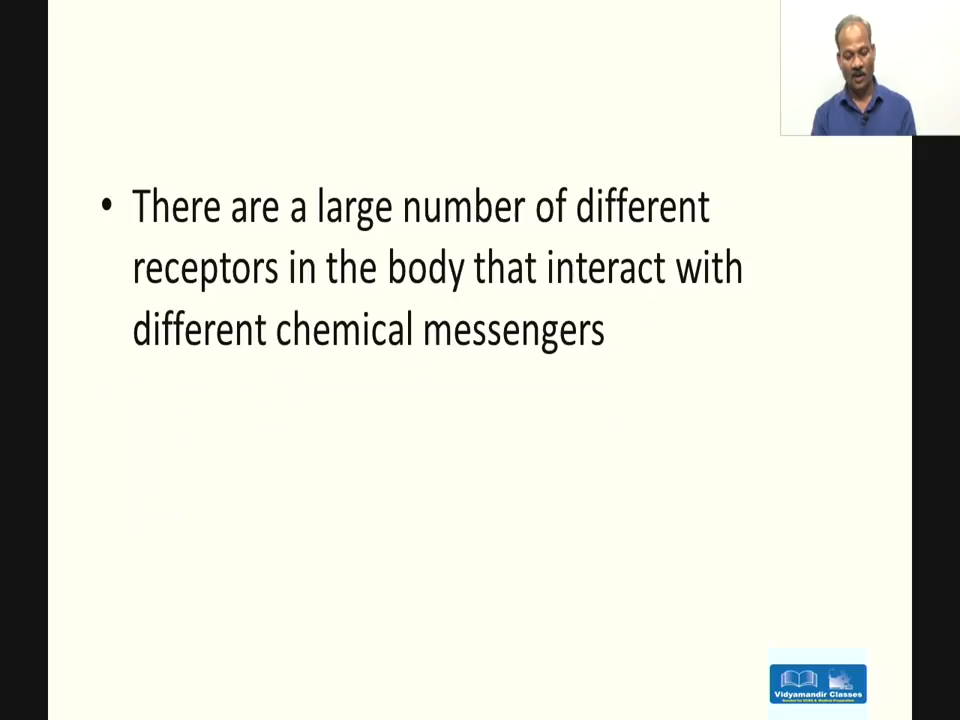 • There are a large number of different
receptors in the body that interact with
different chemical messengers
Vidyamandir Classes